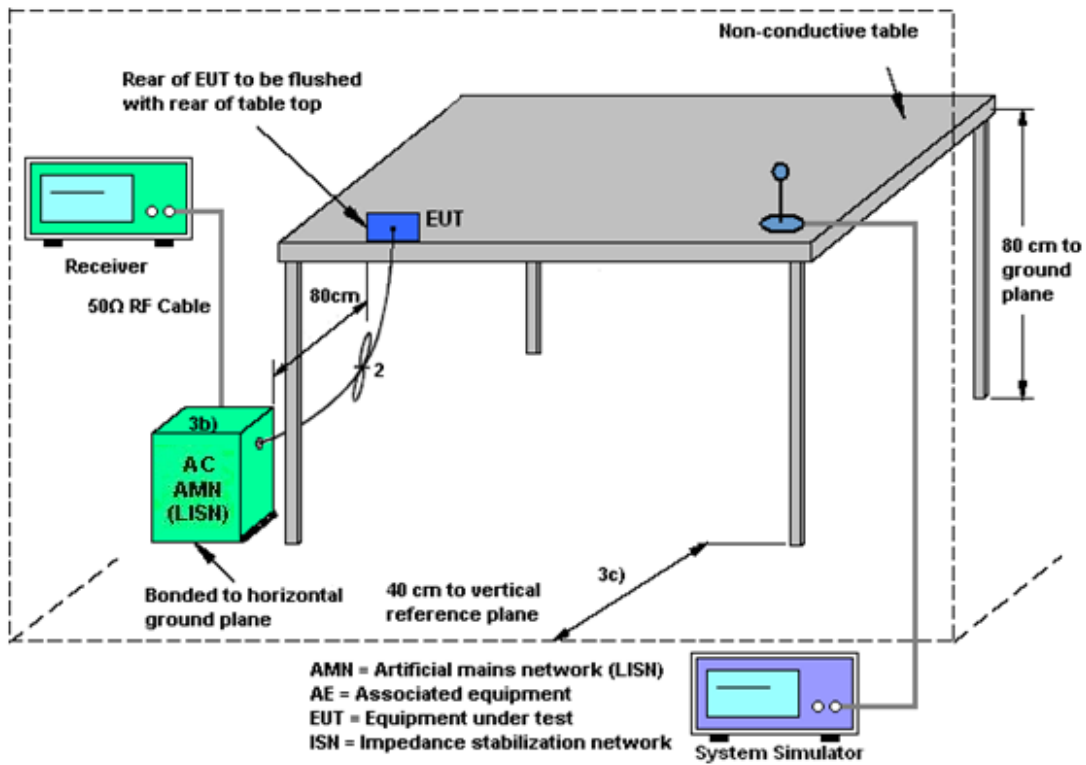 Non-conductive table
Rear of EUT to be flushed
with rear of table top
EUT
Receiver
80 cm to
ground
plane
80cm
50Ω RF Cable
2
3b)
AC
AMN
(LISN)
Bonded to horizontal
ground plane
40 cm to vertical
reference plane
3c)
AMN = Artificial mains network (LISN)
AE = Associated equipment
EUT = Equipment under test
ISN = Impedance stabilization network
System Simulator